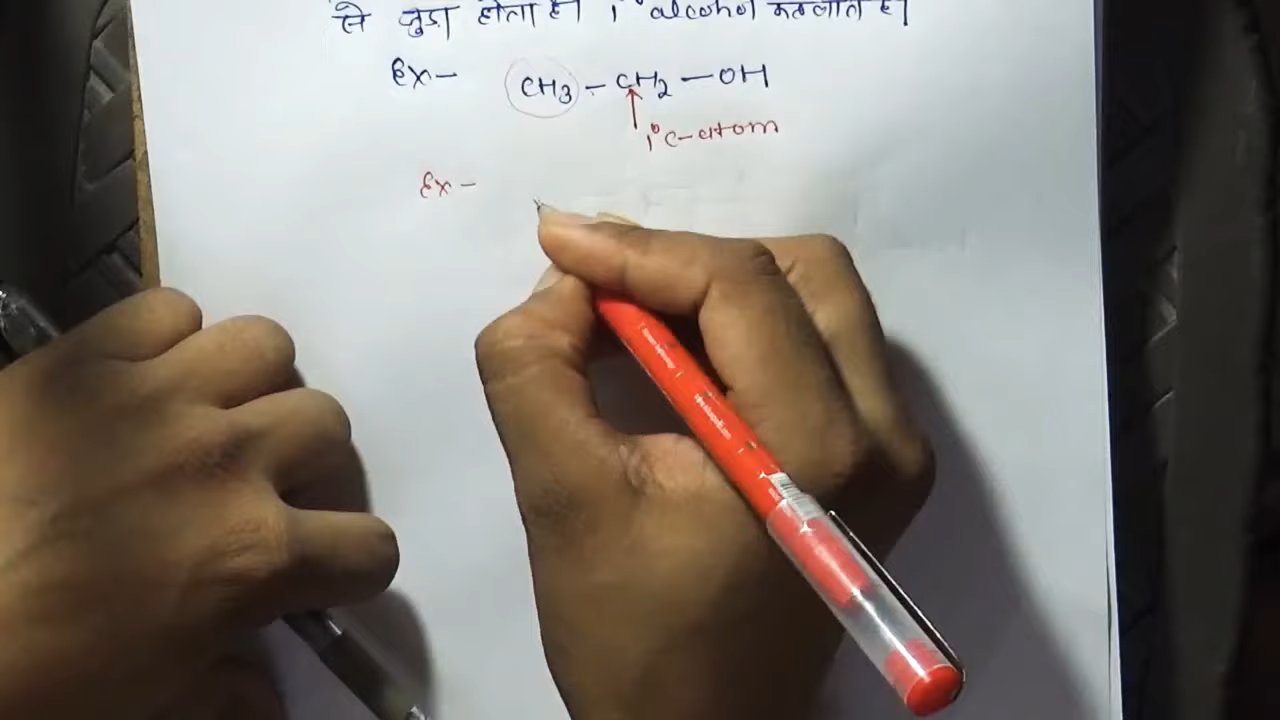 से जुडा होता है। 1° alcohol कहलाते है।
Ex- CH3 - CH2 - OH
1° C-atom
Ex -